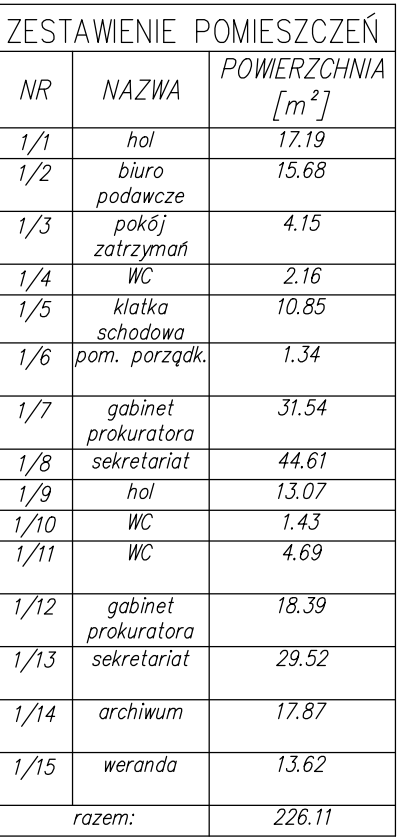 ZESTAWIENIE POMIESZCZEŃ
NR NAZWA POWIERZCHNIA
[m²]
1/1 hol 17.19
1/2 biuro 15.68
podawcze
1/3 pokój 4.15
zatrzymań
1/4 WC 2.16
1/5 klatka 10.85
schodowa
1/6 pom. porządk. 1.34
1/7 gabinet 31.54
prokuratora
1/8 sekretariat 44.61
1/9 hol 13.07
1/10 WC 1.43
1/11 WC 4.69
1/12 gabinet 18.39
prokuratora
1/13 sekretariat 29.52
1/14 archiwum 17.87
1/15 weranda 13.62
razem: 226.11